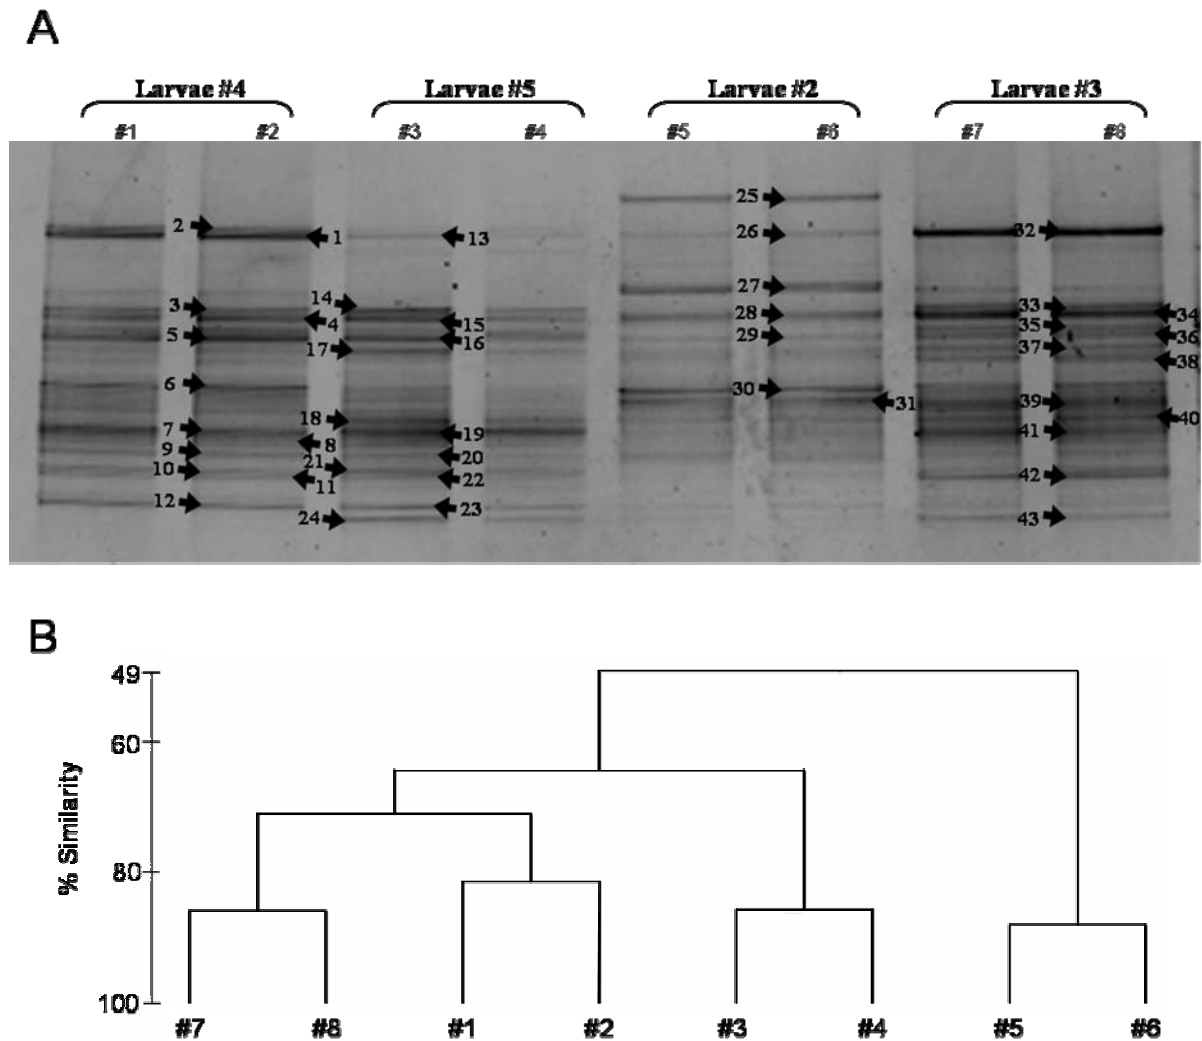 A
Larvae #4 Larvae #5 Larvae #2 Larvae #3
#1 #2 #3 #4 #5 #6 #7 #8
25
2 1 13 26 32
27
3 14 4 15 28 33 34
5 17 16 29 35 36
37 38
6 30 31
7 18 8 19 39 40
9 21 20 41
10 11 22 42
12 24 23 43
B
49
60
80
100
% Similarity
#7 #8 #1 #2 #3 #4 #5 #6